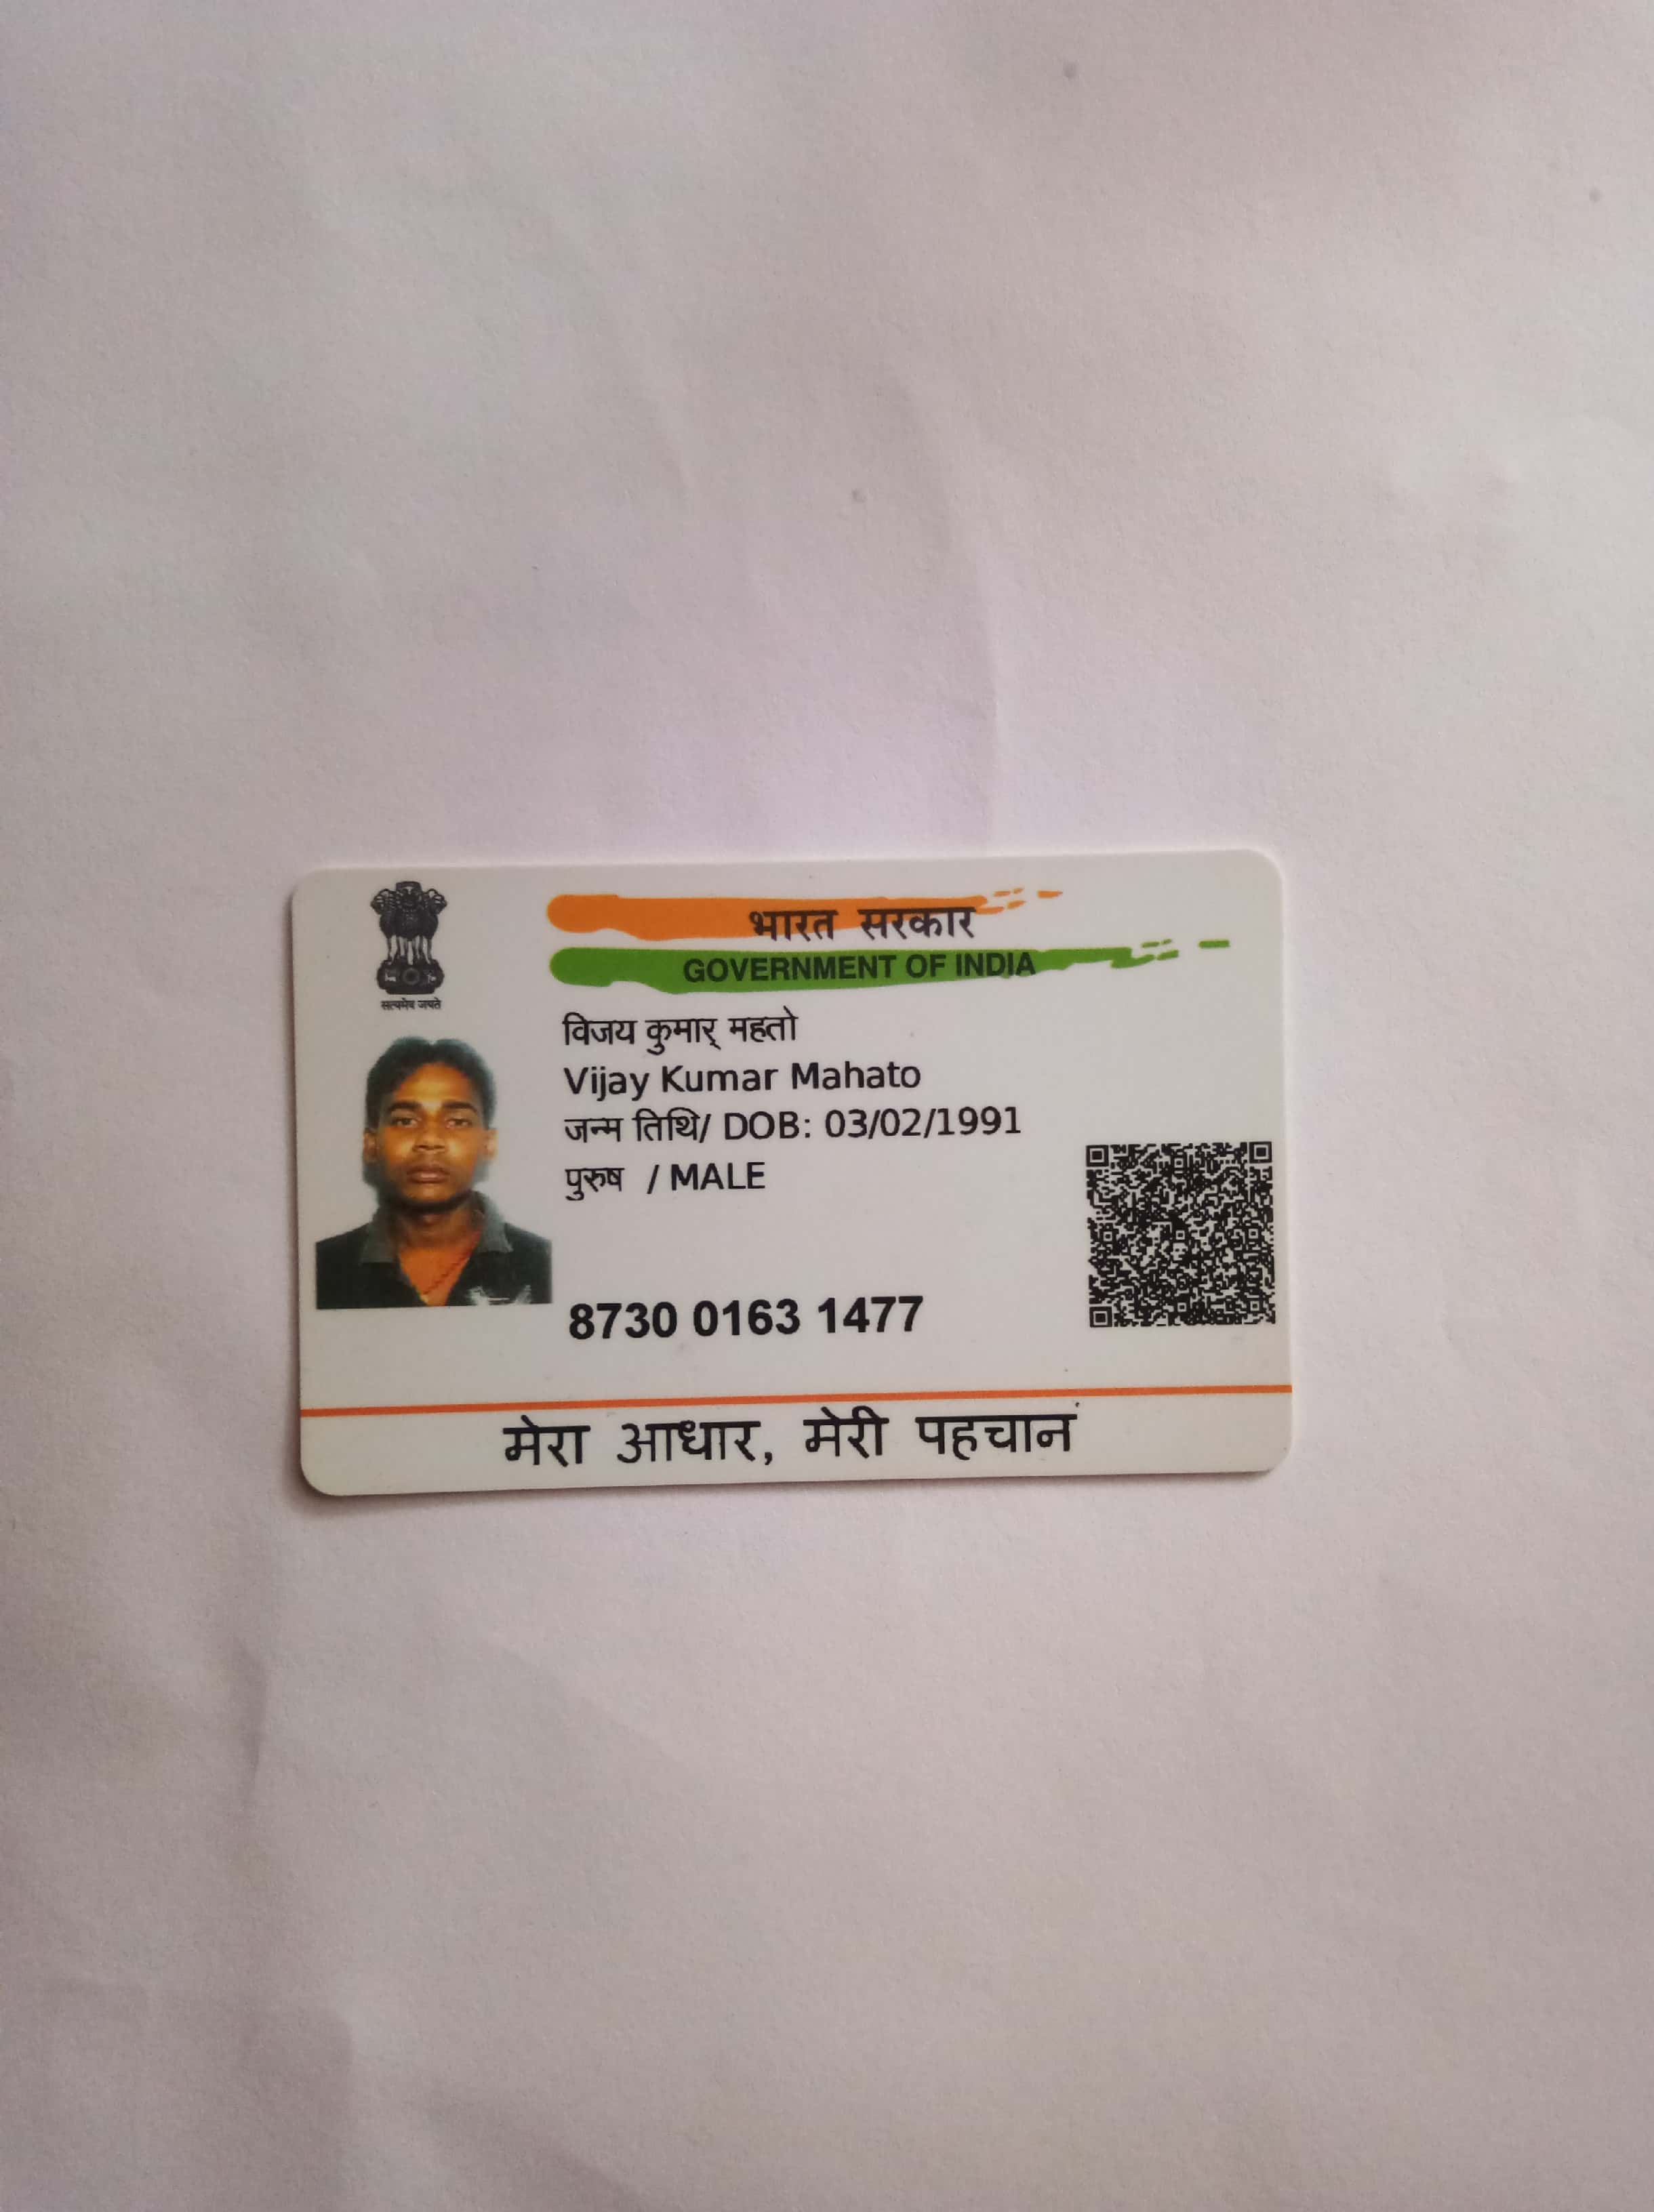 सत्यमेव जयते
भारत सरकार
GOVERNMENT OF INDIA
विजय कुमार् महतो
Vijay Kumar Mahato
जन्म तिथि/ DOB: 03/02/1991
पुरुष / MALE
8730 0163 1477
मेरा आधार, मेरी पहचान